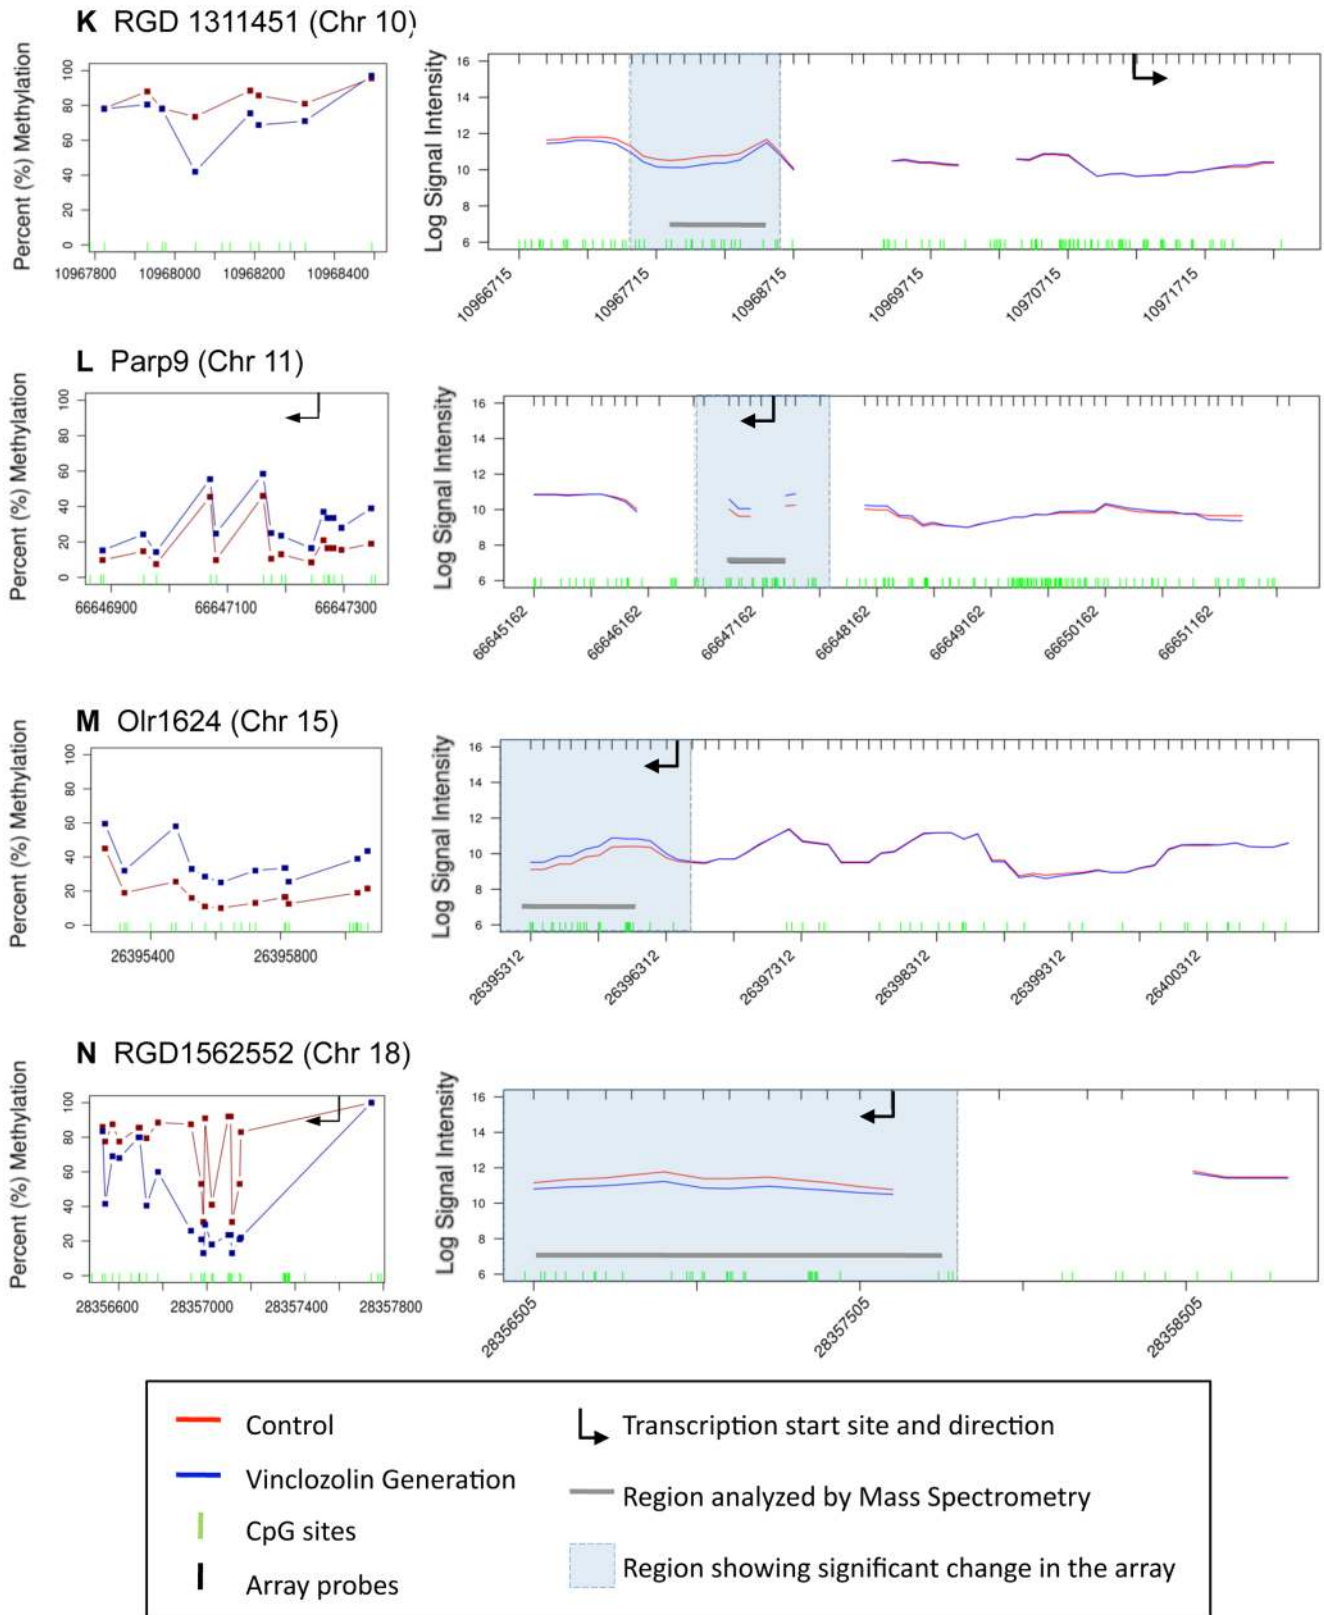 K RGD 1311451 (Chr 10)
Percent (%) Methylation
100
80
60
40
20
0
10967800 10968000 10968200 10968400
Log Signal Intensity
16
14
12
10
8
6
10966715 10967715 10968715 10969715 10970715 10971715
L Parp9 (Chr 11)
Percent (%) Methylation
100
80
60
40
20
0
66646900 66647100 66647300
Log Signal Intensity
16
14
12
10
8
6
66645162 66646162 66647162 66648162 66649162 66650162 66651162
M Olr1624 (Chr 15)
Percent (%) Methylation
100
80
60
40
20
0
26395400 26395800
Log Signal Intensity
16
14
12
10
8
6
26395312 26396312 26397312 26398312 26399312 26400312
N RGD1562552 (Chr 18)
Percent (%) Methylation
100
80
60
40
20
0
28356600 28357000 28357400 28357800
Log Signal Intensity
16
14
12
10
8
6
28356505 28357505 28358505
Control
Vinclozolin Generation
CpG sites
Array probes
Transcription start site and direction
Region analyzed by Mass Spectrometry
Region showing significant change in the array